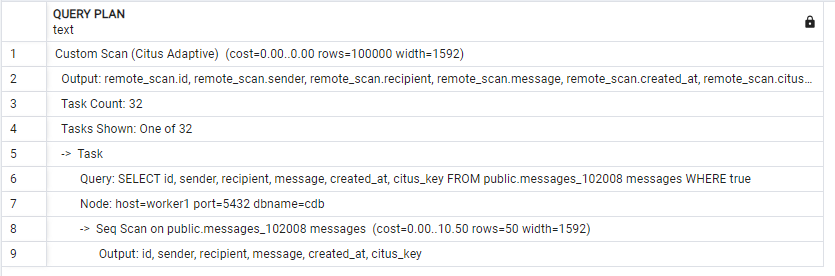 QUERY PLAN
text
1 Custom Scan (Citus Adaptive) (cost=0.00..0.00 rows=100000 width=1592)
2 Output: remote_scan.id, remote_scan.sender, remote_scan.recipient, remote_scan.message, remote_scan.created_at, remote_scan.citus...
3 Task Count: 32
4 Tasks Shown: One of 32
5 -> Task
6 Query: SELECT id, sender, recipient, message, created_at, citus_key FROM public.messages_102008 messages WHERE true
7 Node: host=worker1 port=5432 dbname=cdb
8 -> Seq Scan on public.messages_102008 messages (cost=0.00..10.50 rows=50 width=1592)
9 Output: id, sender, recipient, message, created_at, citus_key